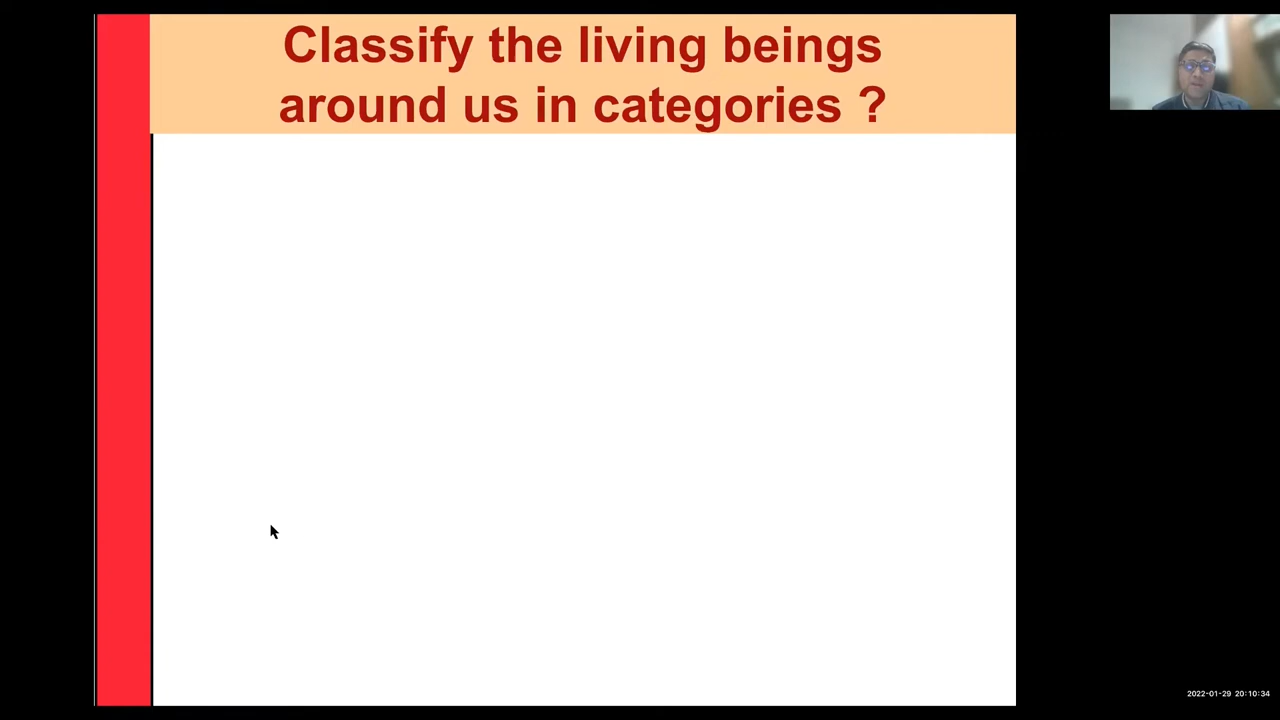 Classify the living beings
around us in categories ?
2022-01-29 20:10:34